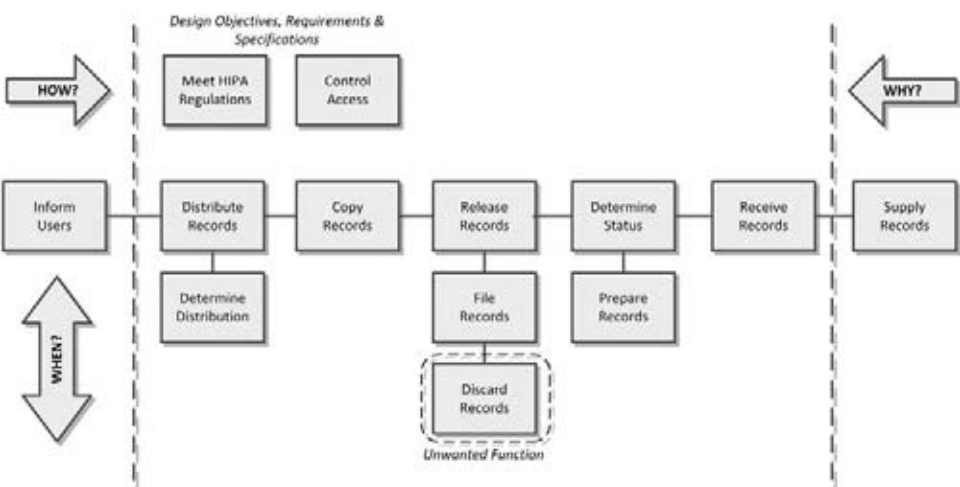 Design Objectives, Requirements &
Specifications
HOW?
Meet HIPA
Regulations
Control
Access
WHY?
Inform
Users
Distribute
Records
Copy
Records
Release
Records
Determine
Status
Receive
Records
Supply
Records
WHEN?
Determine
Distribution
File
Records
Prepare
Records
Discard
Records
Unwanted Function